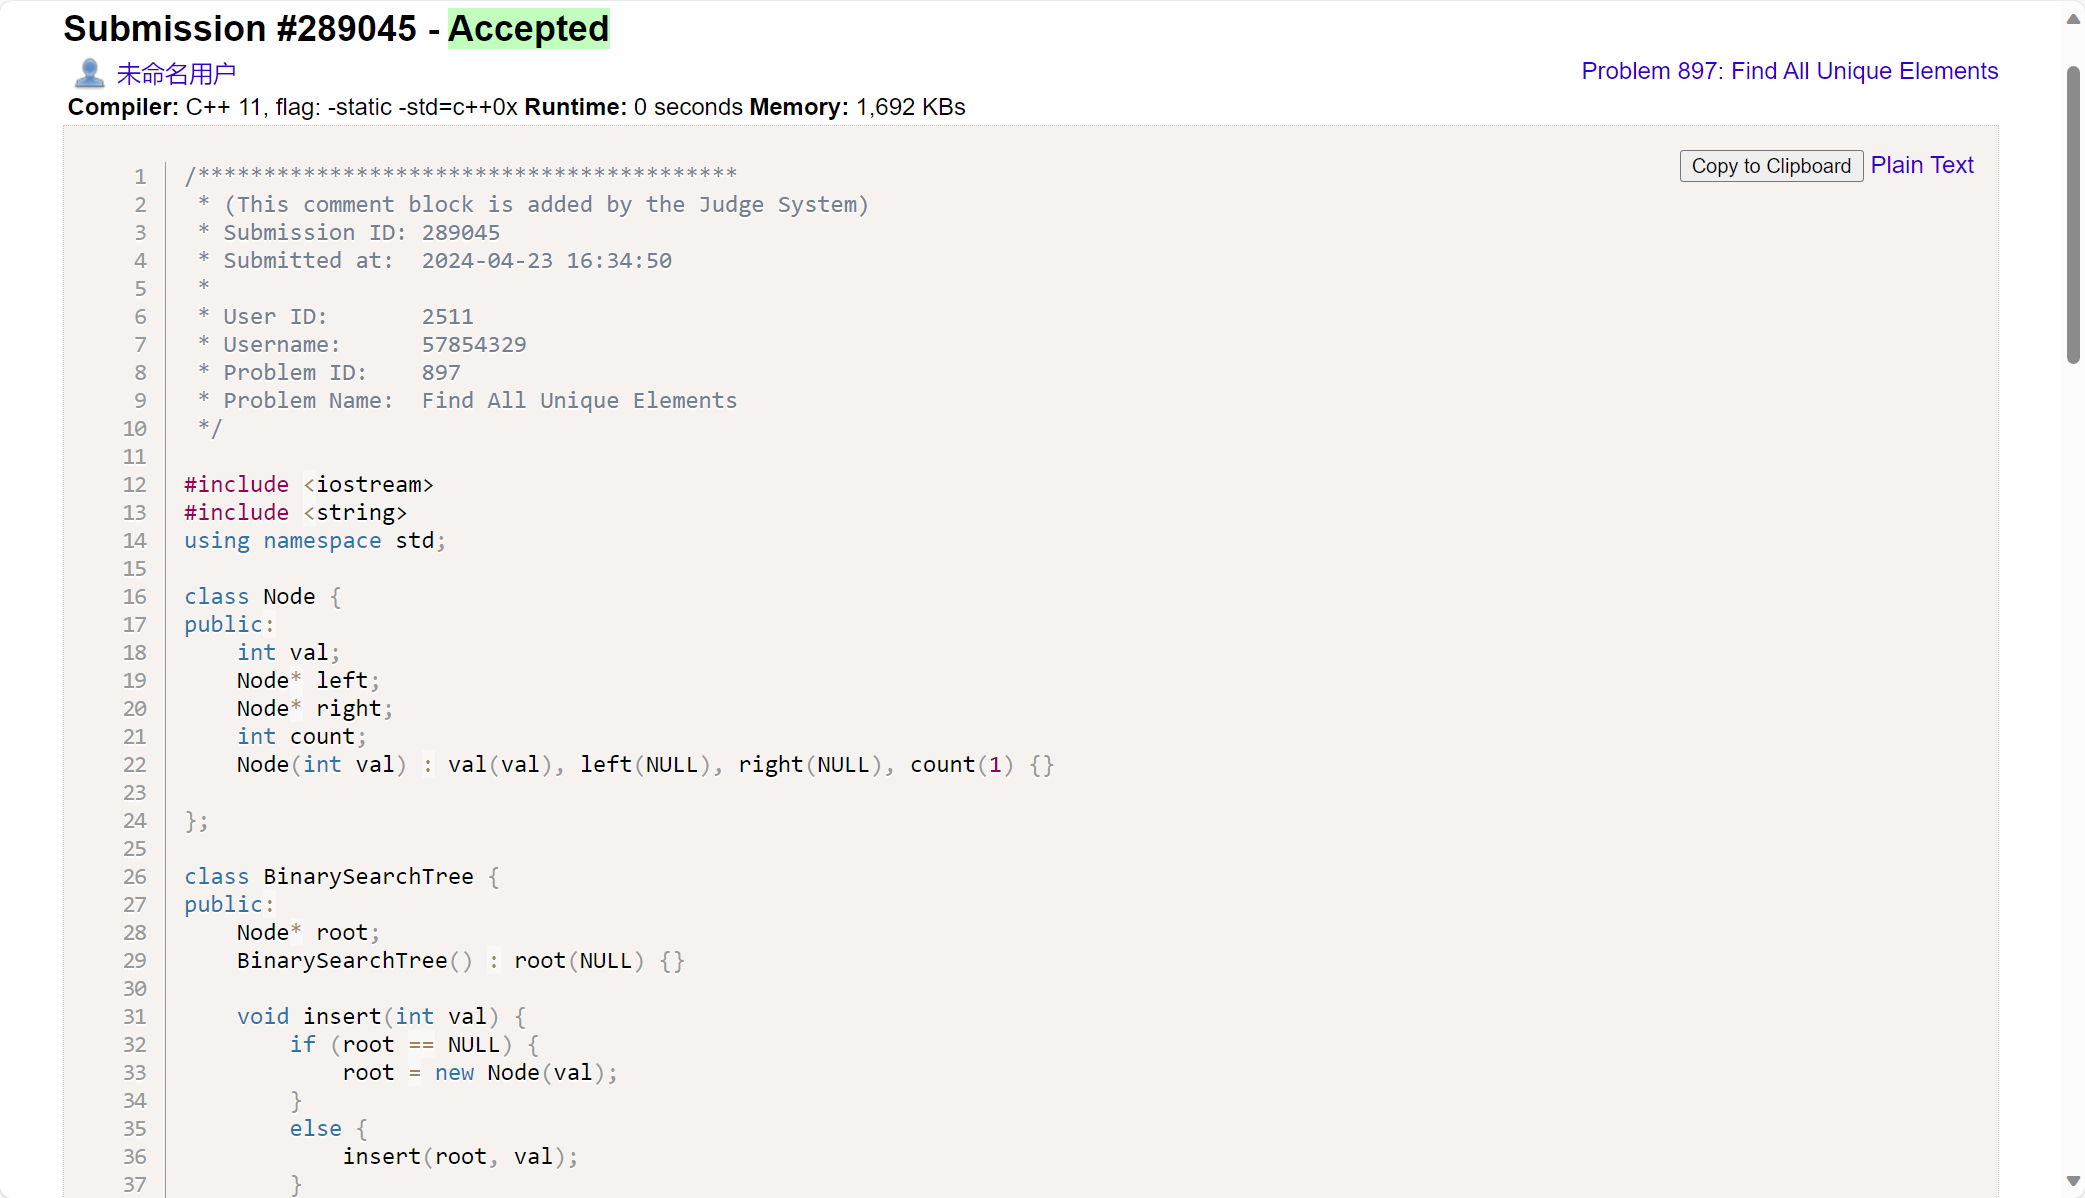 Submission #289045 - Accepted
未命名用户
Problem 897: Find All Unique Elements
Compiler: C++ 11, flag: -static -std=c++0x Runtime: 0 seconds Memory: 1,692 KBs
Copy to Clipboard Plain Text
1 /*****************************************
2  * (This comment block is added by the Judge System)
3  * Submission ID: 289045
4  * Submitted at:  2024-04-23 16:34:50
5  *
6  * User ID:       2511
7  * Username:      57854329
8  * Problem ID:    897
9  * Problem Name:  Find All Unique Elements
10  */
11
12 #include <iostream>
13 #include <string>
14 using namespace std;
15
16 class Node {
17 public:
18     int val;
19     Node* left;
20     Node* right;
21     int count;
22     Node(int val) : val(val), left(NULL), right(NULL), count(1) {}
23
24 };
25
26 class BinarySearchTree {
27 public:
28     Node* root;
29     BinarySearchTree() : root(NULL) {}
30
31     void insert(int val) {
32         if (root == NULL) {
33             root = new Node(val);
34         }
35         else {
36             insert(root, val);
37         }